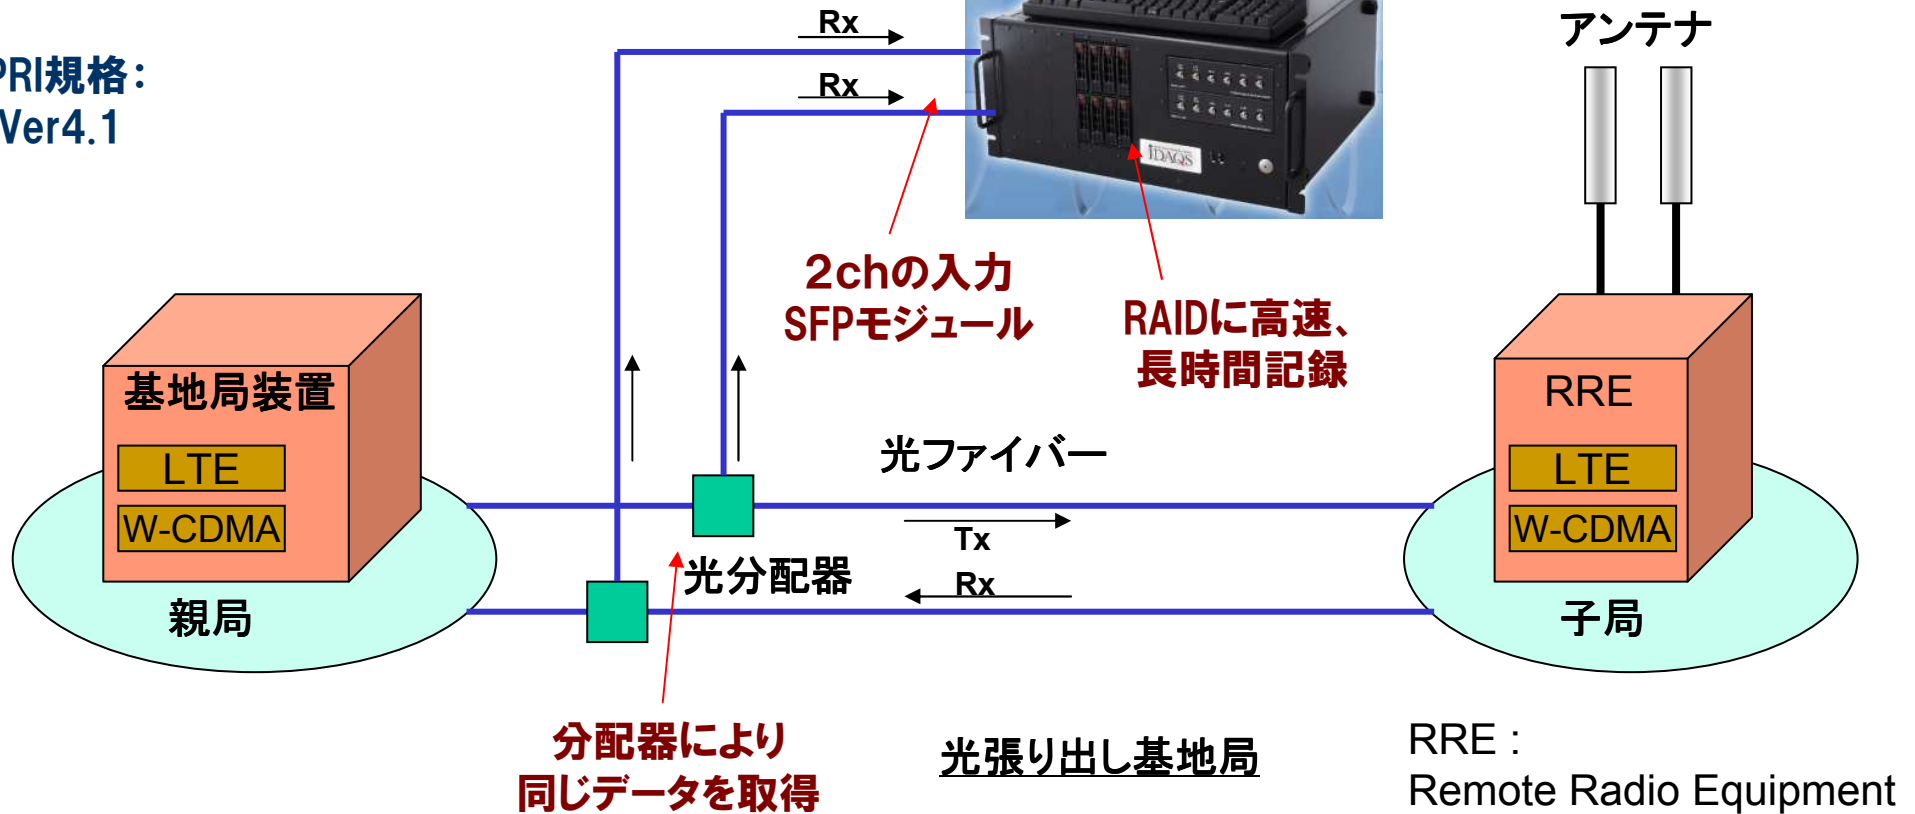 PRI規格：
Ver4.1
Rx
Rx
アンテナ
IDAQS
2chの入力
SFPモジュール
RAIDに高速、
長時間記録
基地局装置
LTE
W-CDMA
親局
光ファイバー
Tx
光分配器
Rx
RRE
LTE
W-CDMA
子局
分配器により
同じデータを取得
光張り出し基地局
RRE :
Remote Radio Equipment